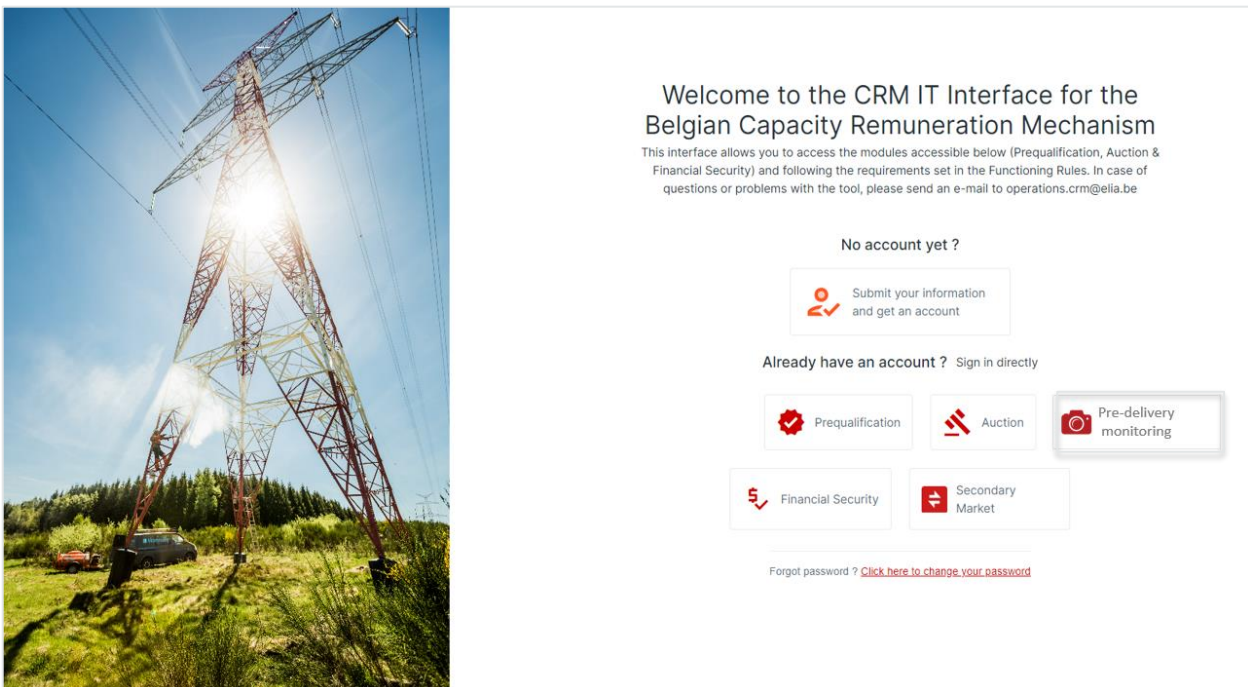 Welcome to the CRM IT Interface for the
Belgian Capacity Remuneration Mechanism
This interface allows you to access the modules accessible below (Prequalification, Auction &
Financial Security) and following the requirements set in the Functioning Rules. In case of
questions or problems with the tool, please send an e-mail to operations.crm@elia.be
No account yet ?
Submit your information
and get an account
Already have an account ? Sign in directly
Prequalification
Auction
Pre-delivery
monitoring
Financial Security
Secondary
Market
Forgot password ? Click here to change your password